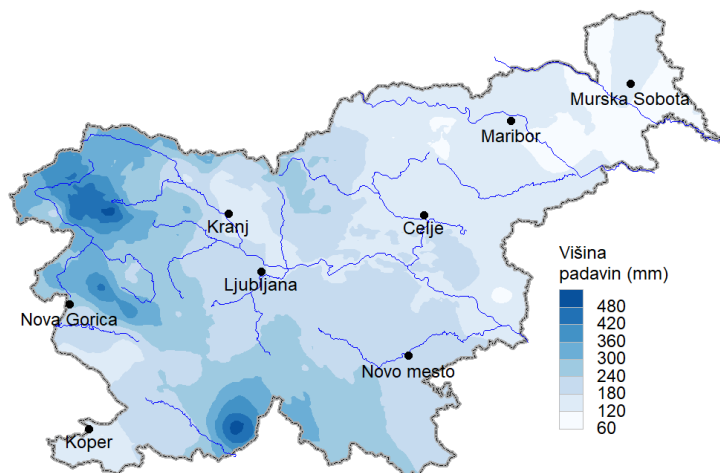 Murska Sobota
Maribor
Kranj
Celje
Ljubljana
Nova Gorica
Novo mesto
Koper
Višina
padavin (mm)
480
420
360
300
240
180
120
60